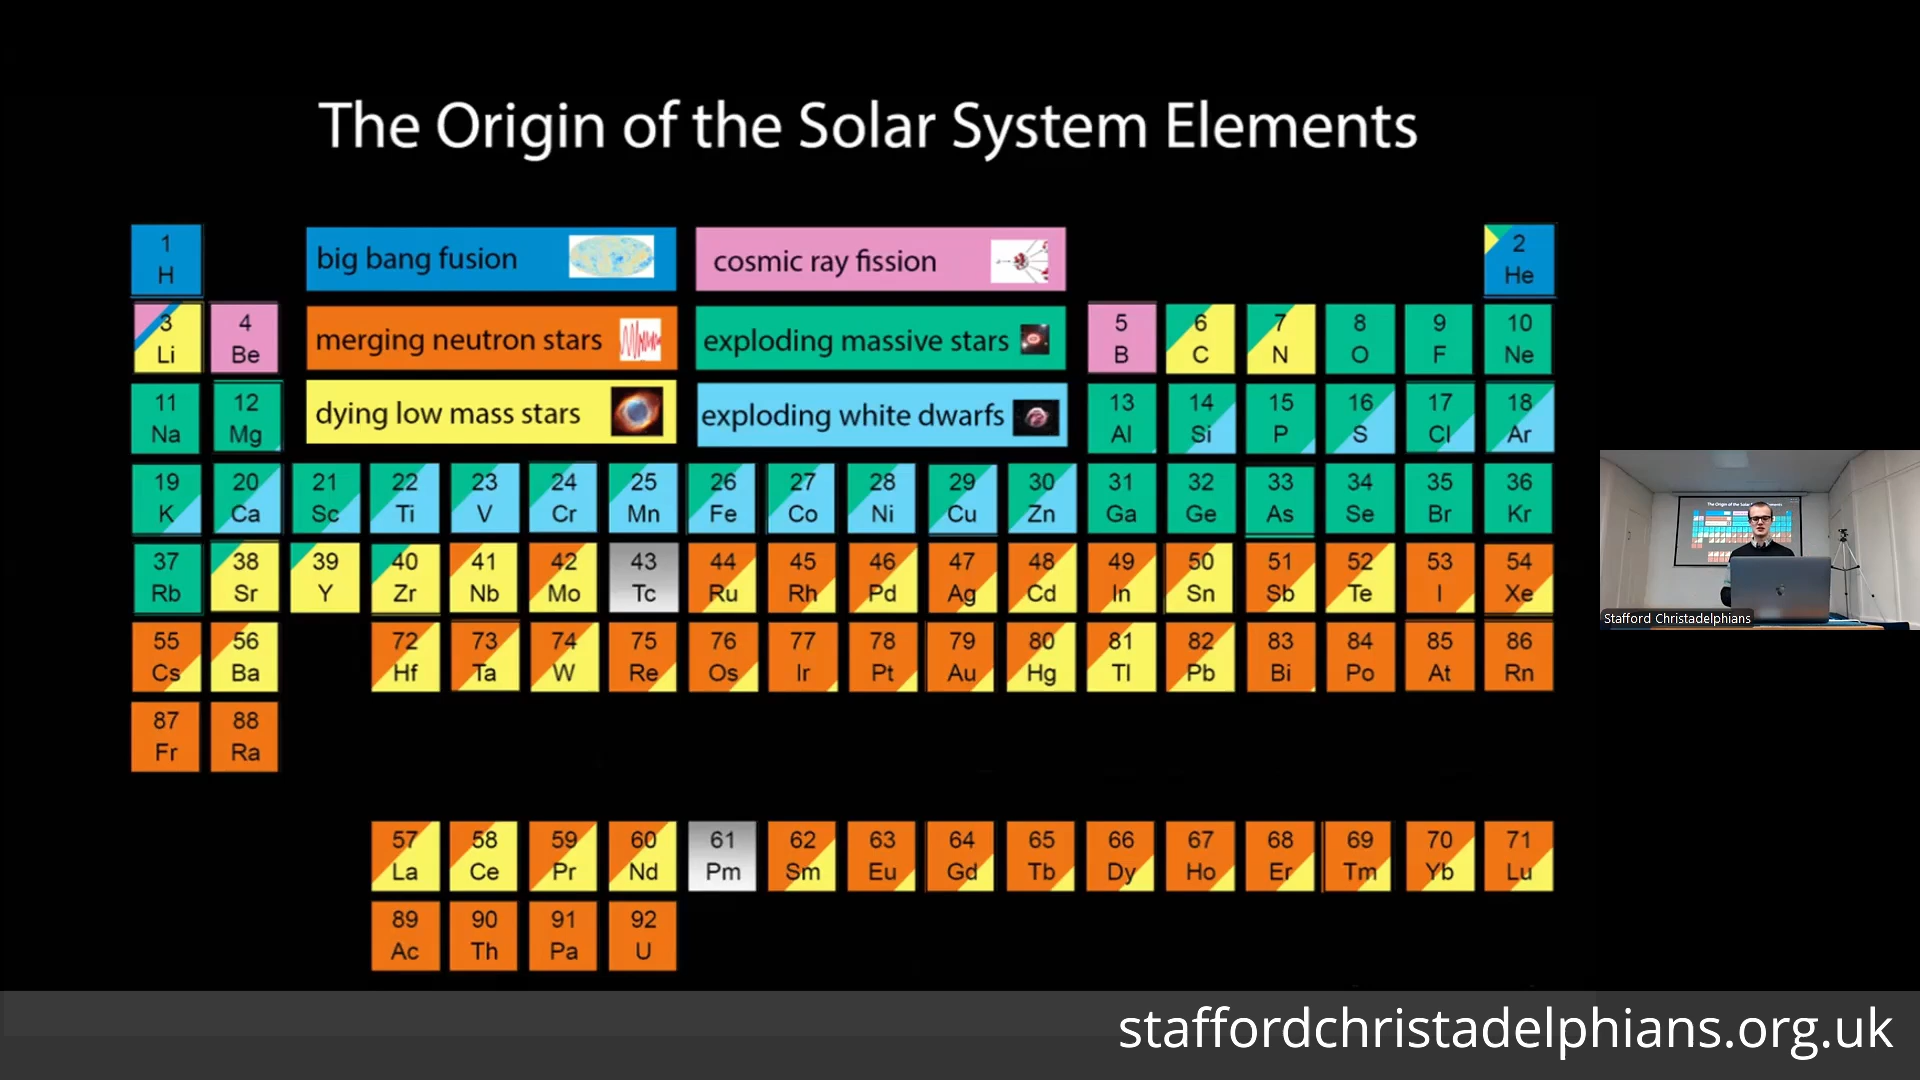 The Origin of the Solar System Elements
1
H
big bang fusion
cosmic ray fission
2
He
3
Li
4
Be
merging neutron stars
exploding massive stars
5
B
6
C
7
N
8
O
9
F
10
Ne
11
Na
12
Mg
dying low mass stars
exploding white dwarfs
13
Al
14
Si
15
P
16
S
17
Cl
18
Ar
19
K
20
Ca
21
Sc
22
Ti
23
V
24
Cr
25
Mn
26
Fe
27
Co
28
Ni
29
Cu
30
Zn
31
Ga
32
Ge
33
As
34
Se
35
Br
36
Kr
37
Rb
38
Sr
39
Y
40
Zr
41
Nb
42
Mo
43
Tc
44
Ru
45
Rh
46
Pd
47
Ag
48
Cd
49
In
50
Sn
51
Sb
52
Te
53
I
54
Xe
55
Cs
56
Ba
72
Hf
73
Ta
74
W
75
Re
76
Os
77
Ir
78
Pt
79
Au
80
Hg
81
Tl
82
Pb
83
Bi
84
Po
85
At
86
Rn
87
Fr
88
Ra
57
La
58
Ce
59
Pr
60
Nd
61
Pm
62
Sm
63
Eu
64
Gd
65
Tb
66
Dy
67
Ho
68
Er
69
Tm
70
Yb
71
Lu
89
Ac
90
Th
91
Pa
92
U
Stafford Christadelphians
staffordchristadelphians.org.uk